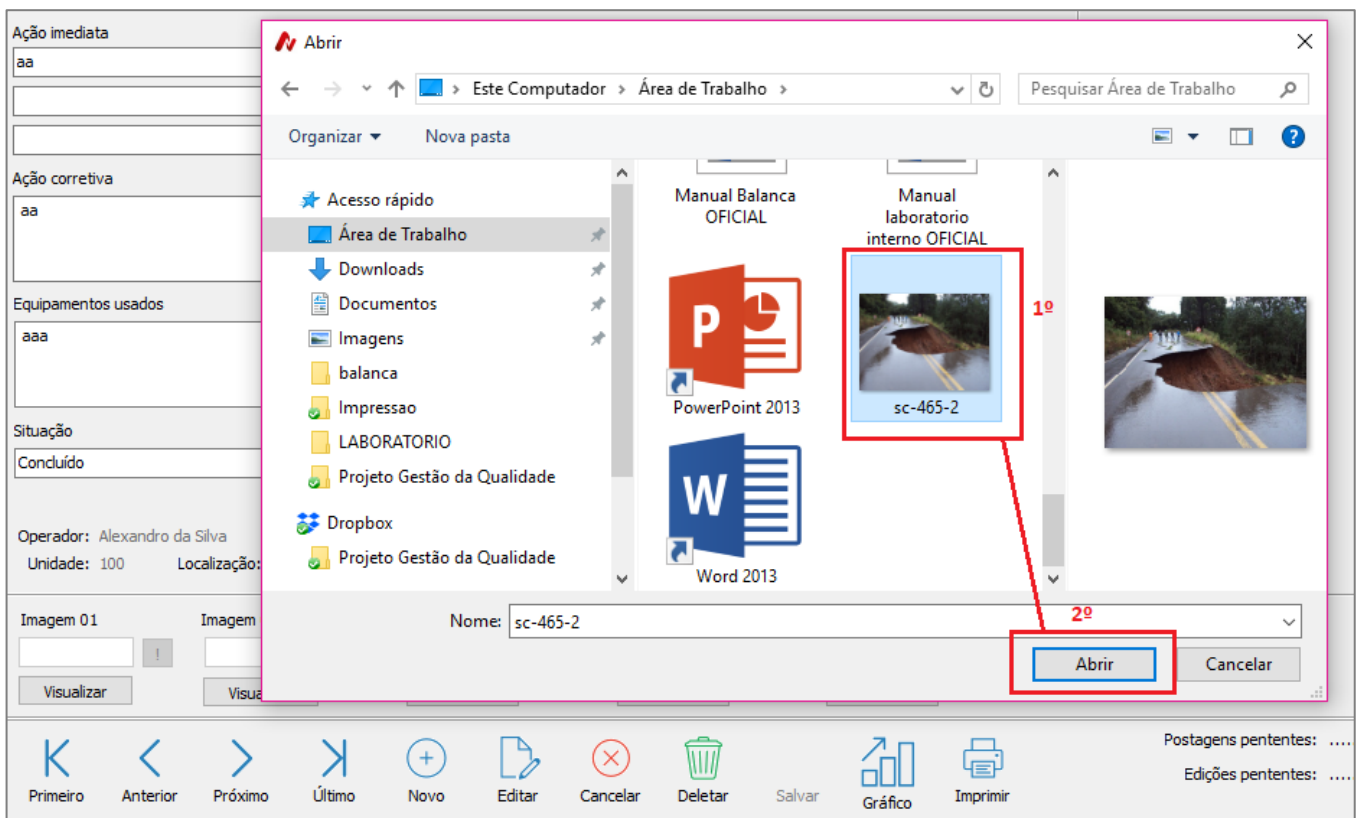 Ação imediata
aa
Ação corretiva
aa
Equipamentos usados
aaa
Situação
Concluído
Operador: Alexandro da Silva
Unidade: 100 Localização:
Imagem 01 Imagem
!
Visualizar Visua
Abrir
Este Computador > Área de Trabalho >
Pesquisar Área de Trabalho
Organizar Nova pasta
?
Acesso rápido
Área de Trabalho
Downloads
Documentos
Imagens
balanca
Impressao
LABORATORIO
Projeto Gestão da Qualidade
Dropbox
Projeto Gestão da Qualidade
Manual Balanca
OFICIAL
Manual
laboratorio
interno OFICIAL
P
PowerPoint 2013
sc-465-2
1º
W
Word 2013
Nome: sc-465-2
2º
Abrir Cancelar
Primeiro Anterior Próximo Último Novo Editar Cancelar Deletar Salvar Gráfico Imprimir
Postagens pententes: ....
Edições pententes: ....